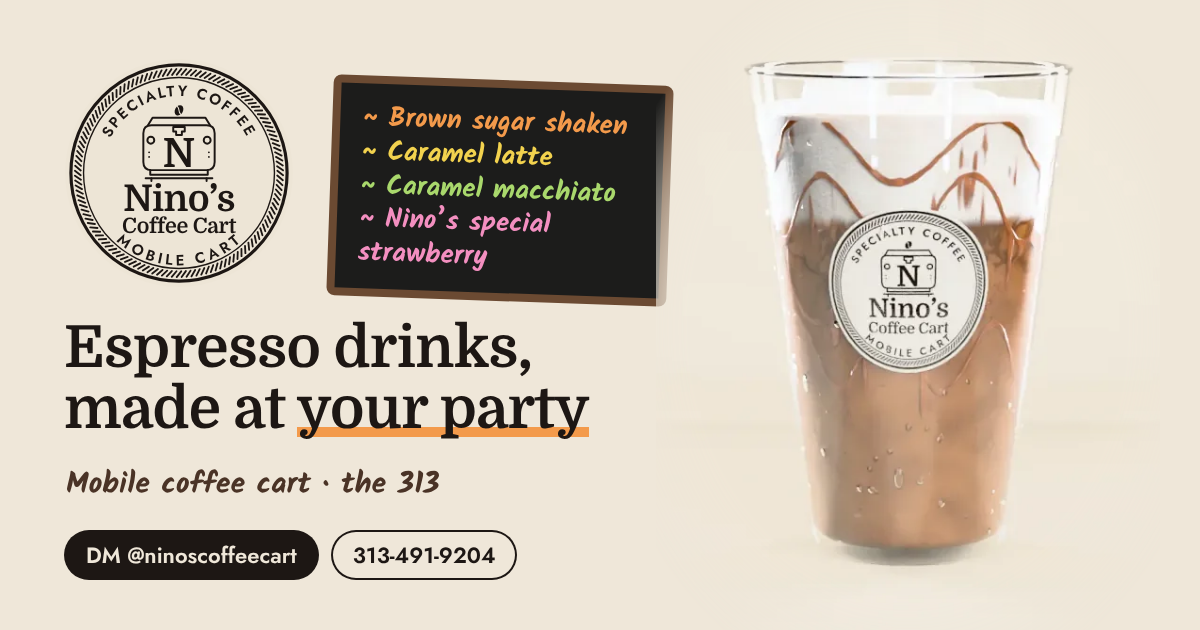 SPECIALTY COFFEE
N
Nino's
Coffee Cart
MOBILE CART
~ Brown sugar shaken
~ Caramel latte
~ Caramel macchiato
~ Nino's special
strawberry
Espresso drinks,
made at your party
Mobile coffee cart · the 313
DM @ninoscoffeecart
313-491-9204
SPECIALTY COFFEE
N
Nino's
Coffee Cart
MOBILE CART